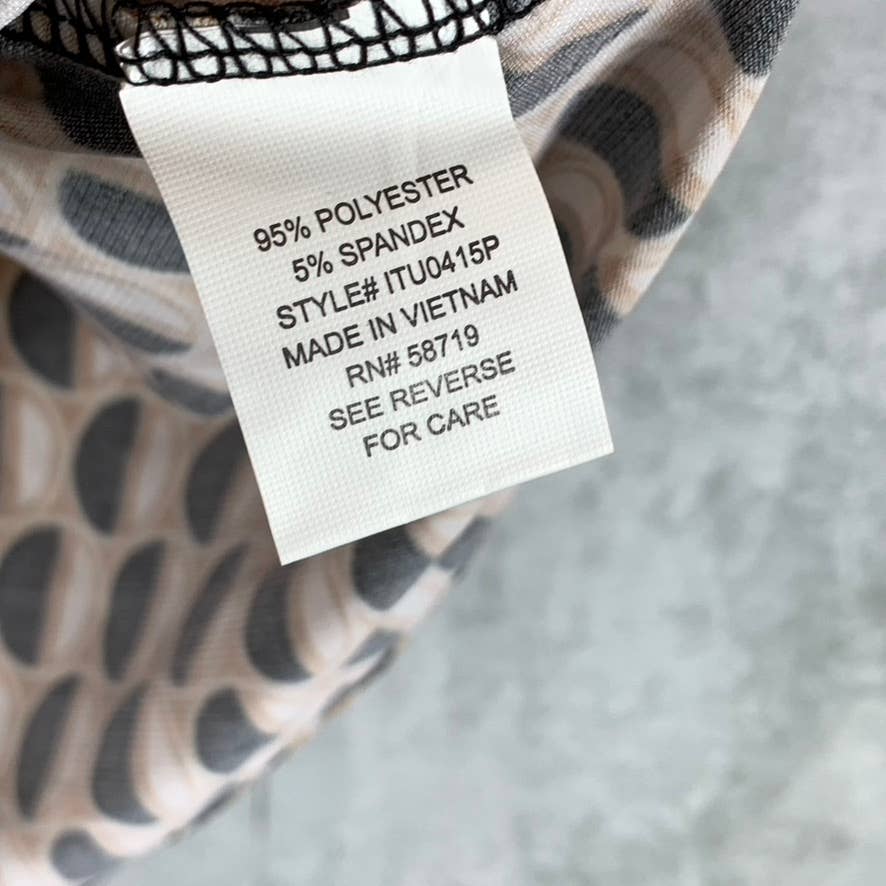 95% POLYESTER
5% SPANDEX
STYLE# ITU0415P
MADE IN VIETNAM
RN# 58719
SEE REVERSE
FOR CARE